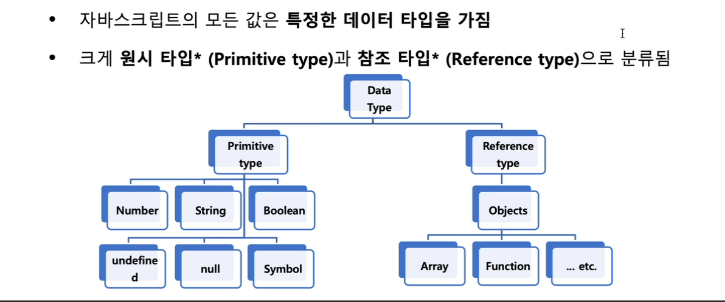 • 자바스크립트의 모든 값은 특정한 데이터 타입을 가짐
• 크게 원시 타입* (Primitive type)과 참조 타입* (Reference type)으로 분류됨
Data
Type
Primitive
type
Reference
type
Number
String
Boolean
Objects
undefine
d
null
Symbol
Array
Function
... etc.